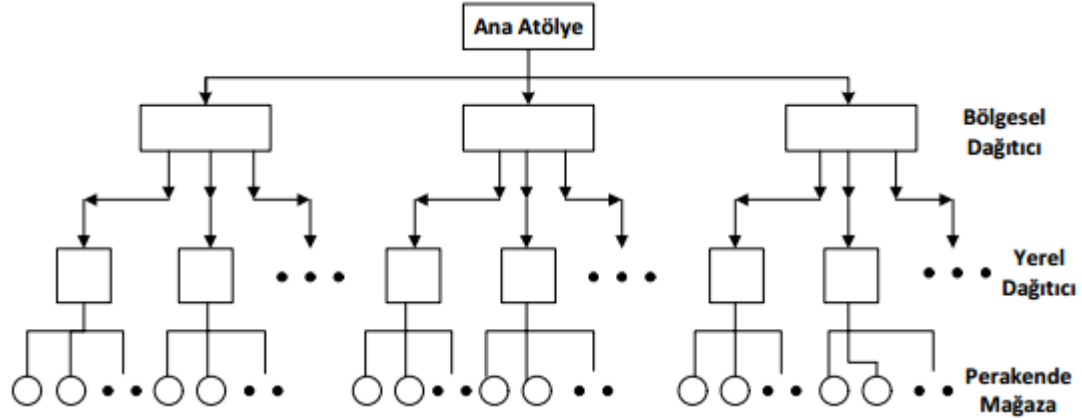 Ana Atölye
Bölgesel
Dağıtıcı
Yerel
Dağıtıcı
Perakende
Mağaza